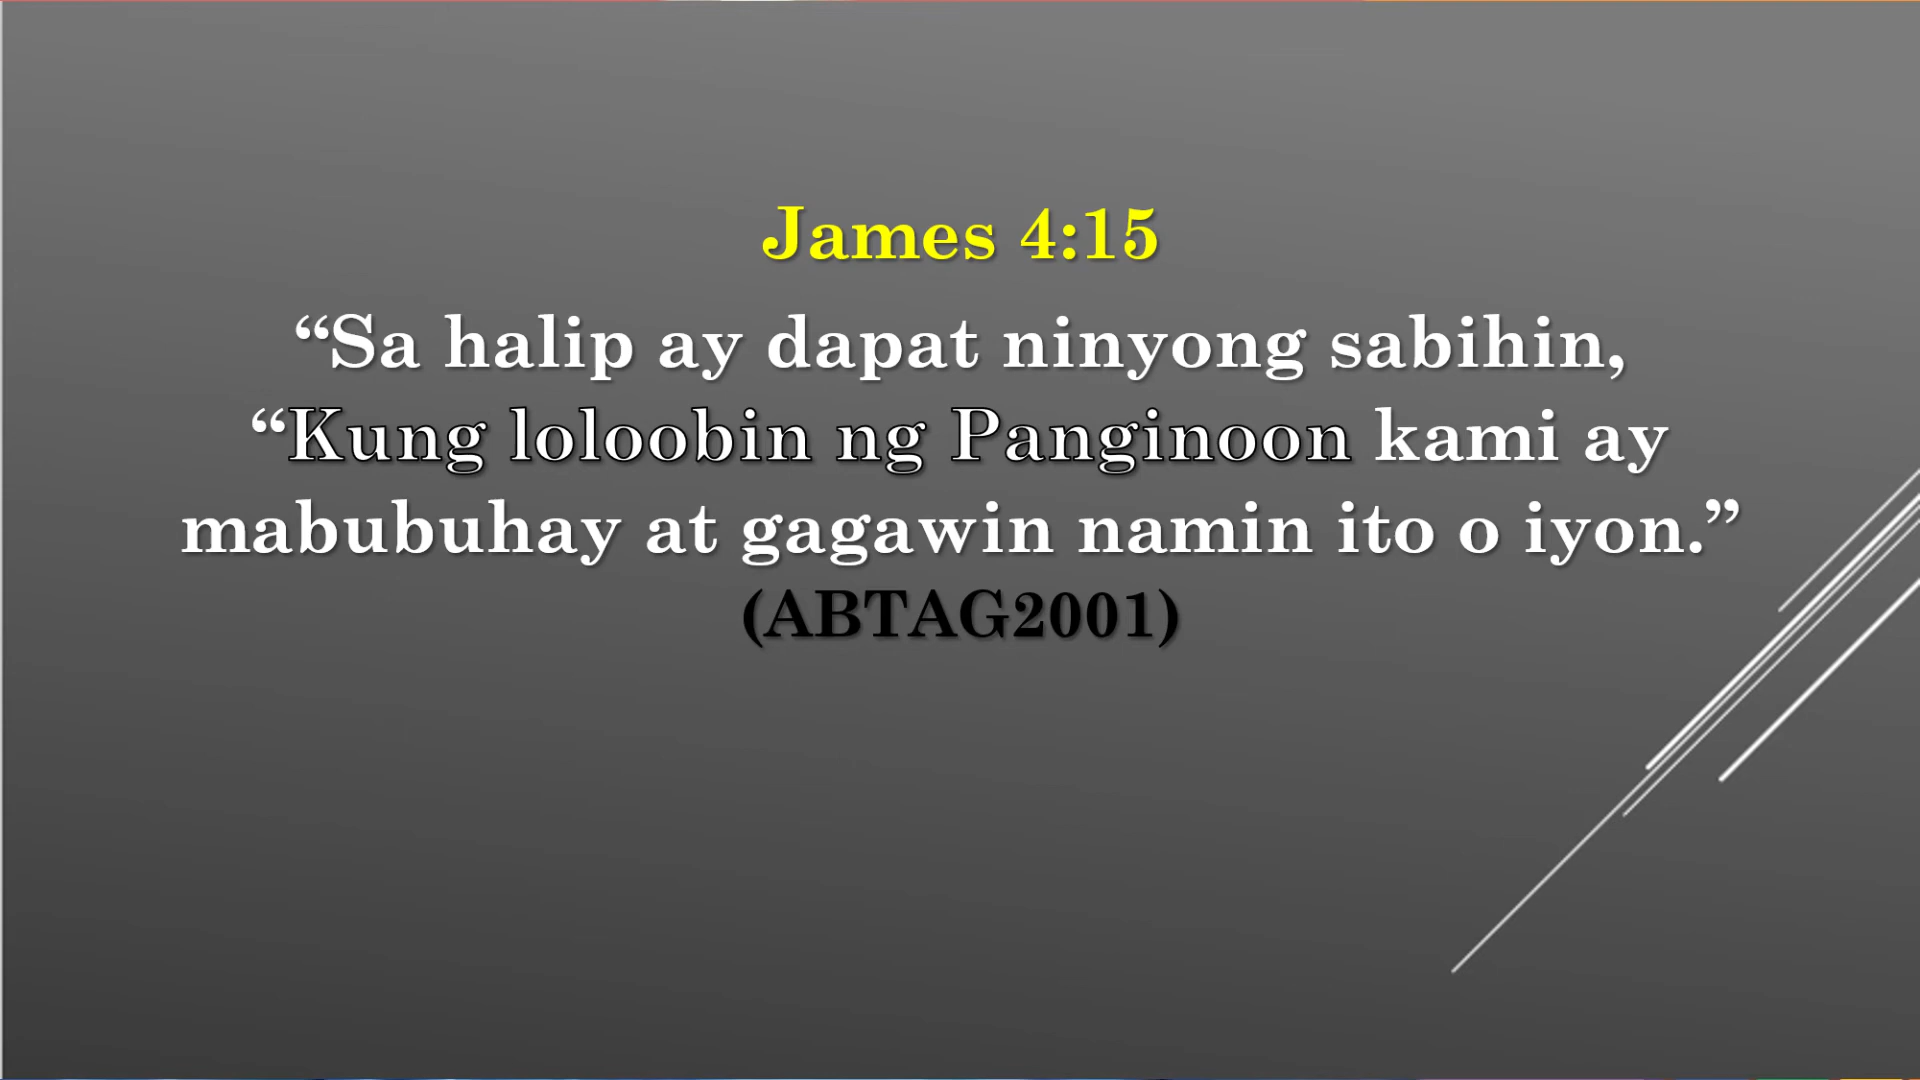 James 4:15
“Sa halip ay dapat ninyong sabihin,
“Kung loloobin ng Panginoon kami ay
mabubuhay at gagawin namin ito o iyon.”
(ABTAG2001)